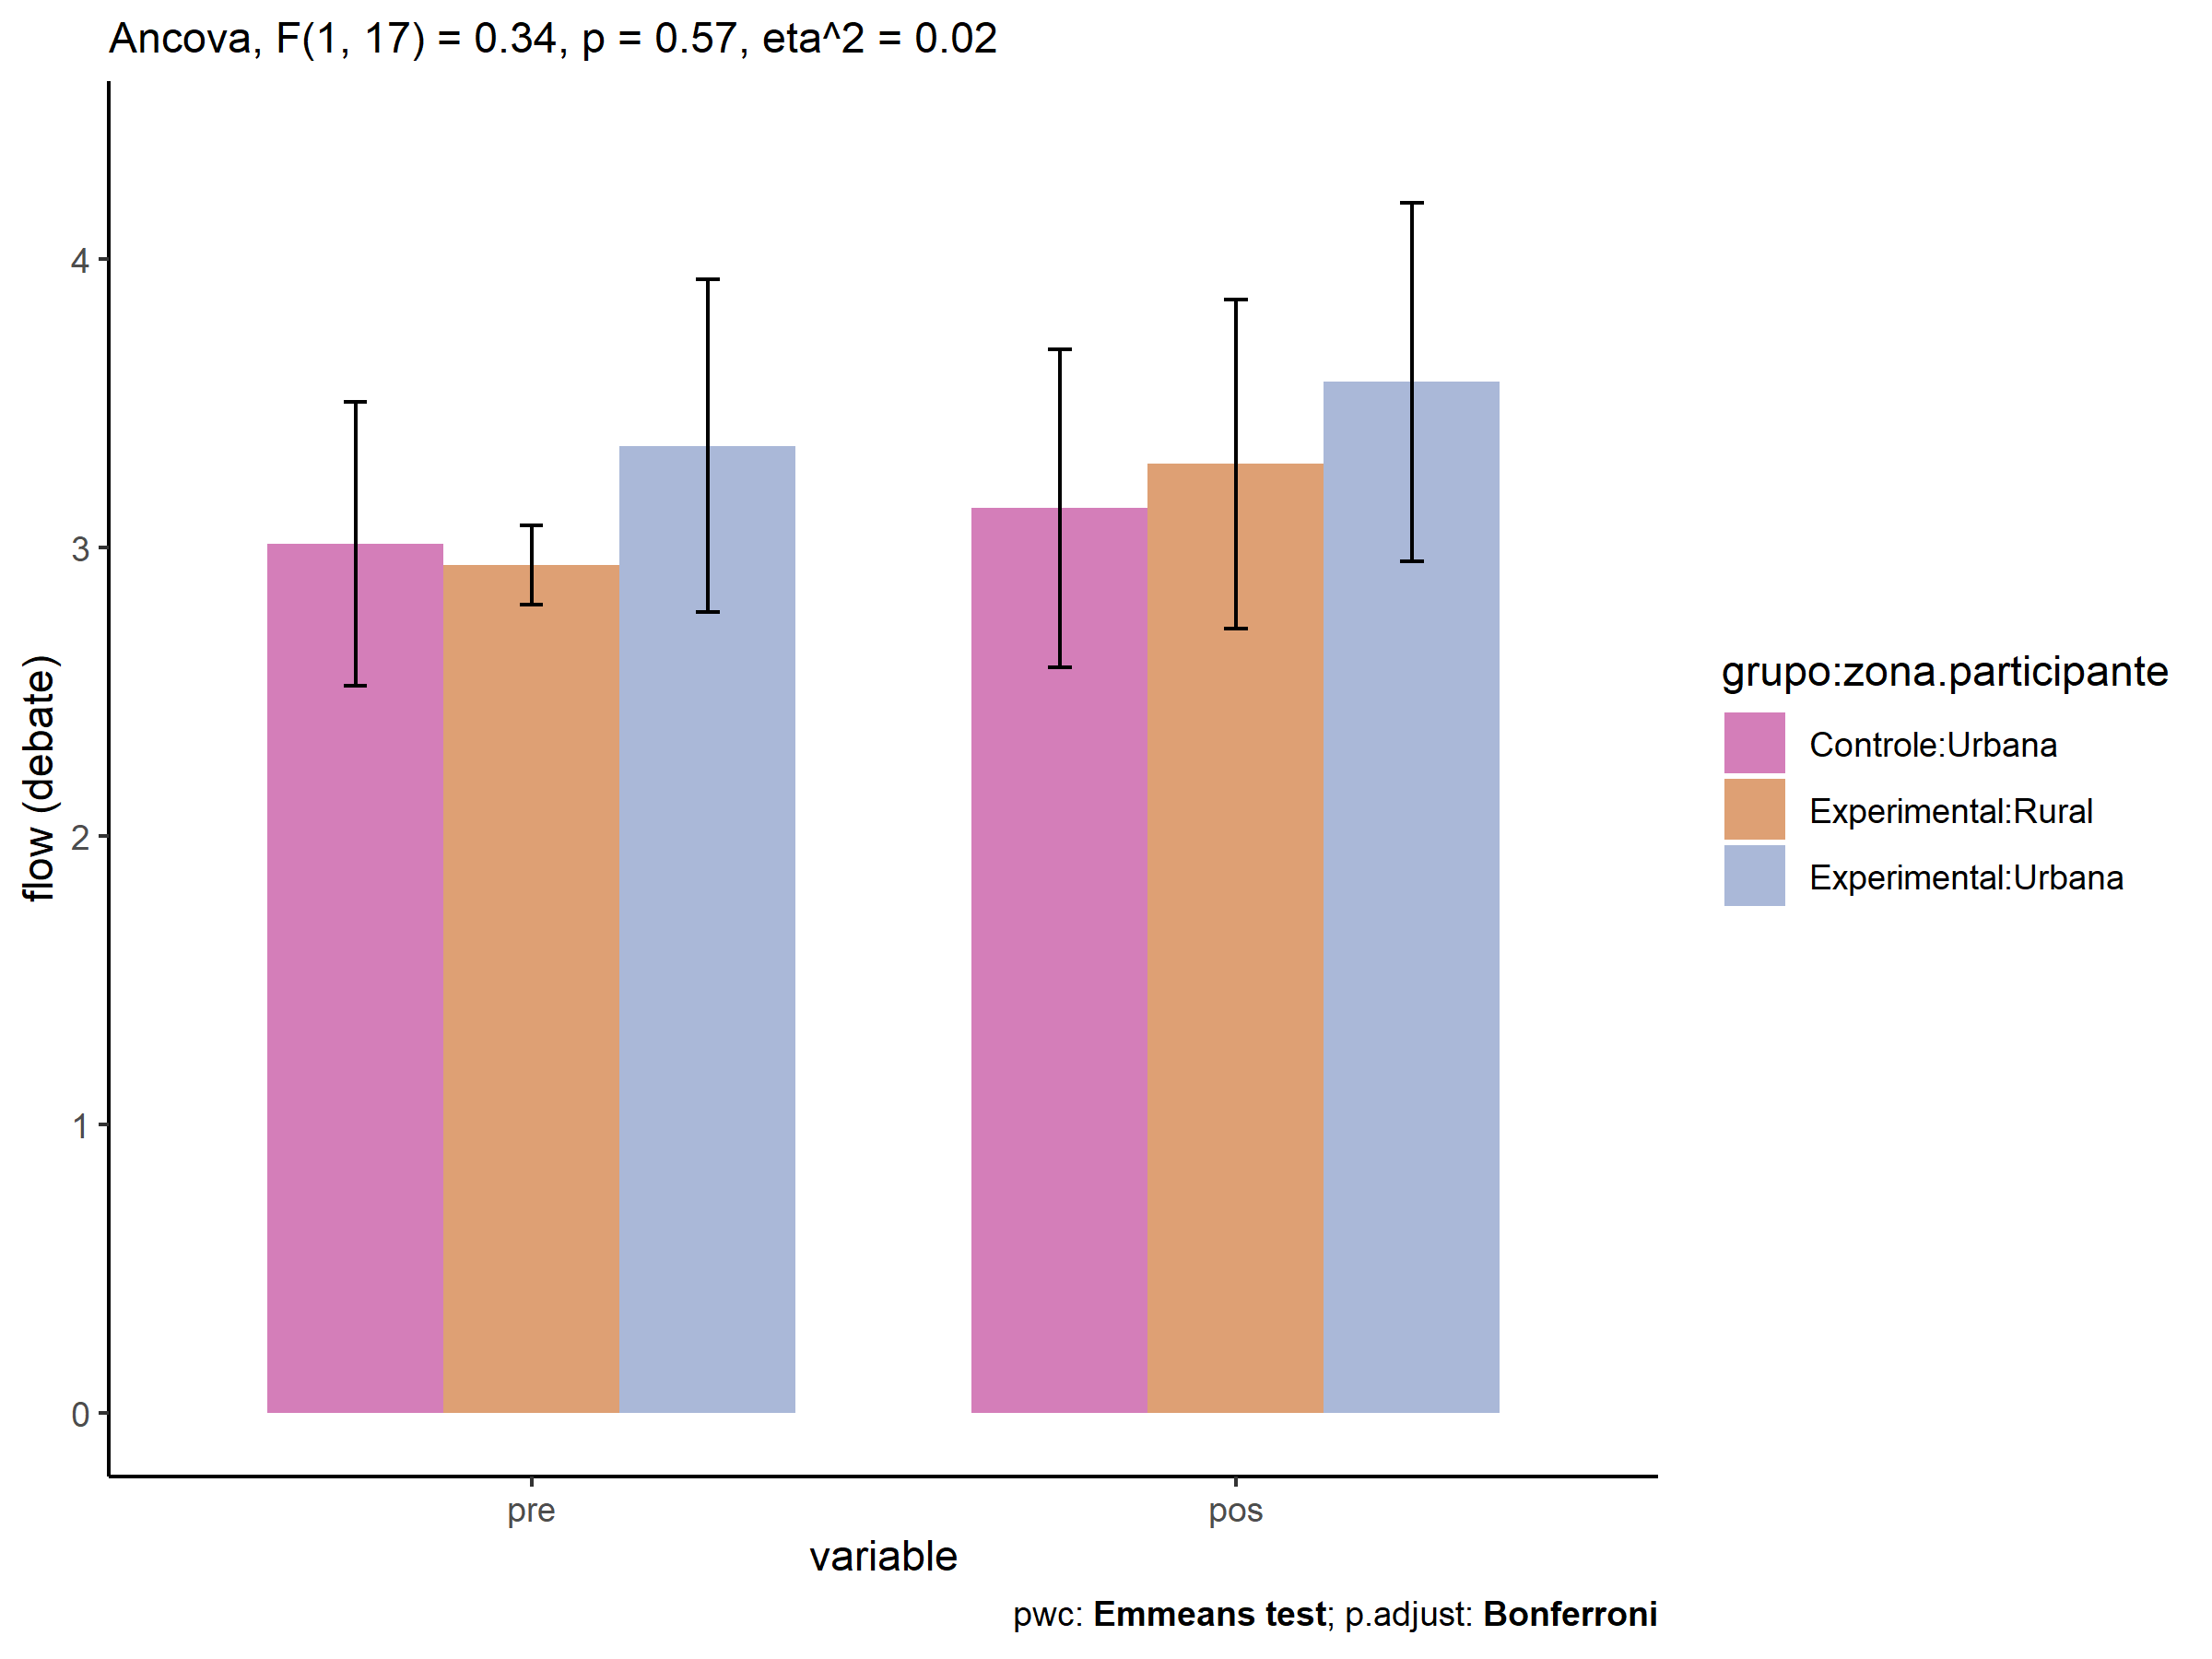 Ancova, F(1, 17) = 0.34, p = 0.57, eta^2 = 0.02
flow (debate)
4
3
2
1
0
pre
pos
variable
grupo:zona.participante
Controle:Urbana
Experimental:Rural
Experimental:Urbana
pwc: Emmeans test; p.adjust: Bonferroni